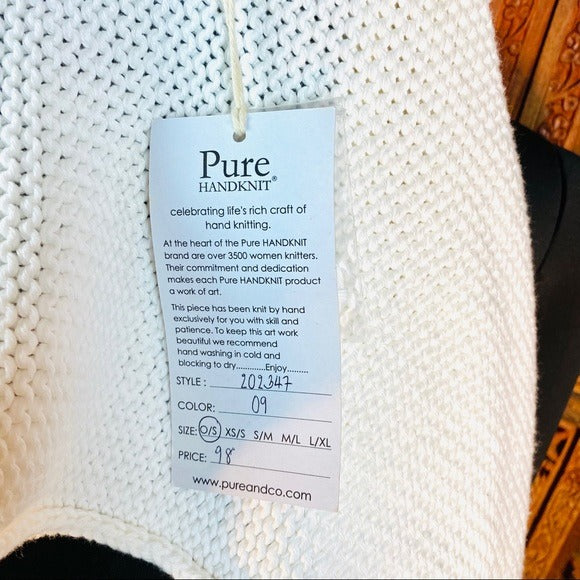 Pure
HANDKNIT®
celebrating life's rich craft of
hand knitting.
At the heart of the Pure HANDKNIT
brand are over 3500 women knitters.
Their commitment and dedication
makes each Pure HANDKNIT product
a work of art.
This piece has been knit by hand
exclusively for you with skill and
patience. To keep this art work
beautiful we recommend
hand washing in cold and
blocking to dry............Enjoy.........
STYLE : 202347
COLOR: 09
SIZE: O/S XS/S S/M M/L L/XL
PRICE: 98
www.pureandco.com